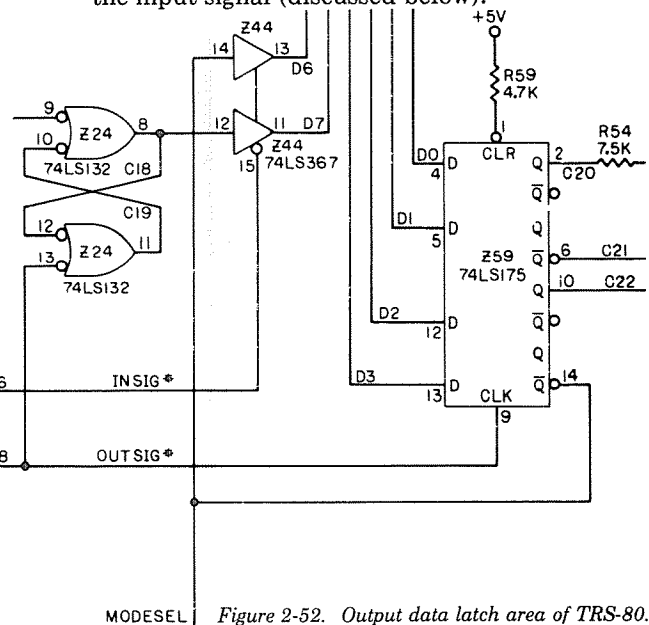 the input signal (discussed below).
+5V
Z44
14
13
D6
R59
4.7K
9
Z24
8
12
11
D7
1
CLR
R54
7.5K
10
74LS132
C18
Z44
74LS367
15
D0
4
D
Q
2
C20
Q
C19
D1
5
D
Q
12
Z24
11
Z59
74LS175
Q
6
C21
13
74LS132
Q
10
C22
D2
12
D
Q
Q
6
INSIG*
D3
13
D
Q
14
CLK
9
8
OUTSIG*
MODESEL
Figure 2-52. Output data latch area of TRS-80.